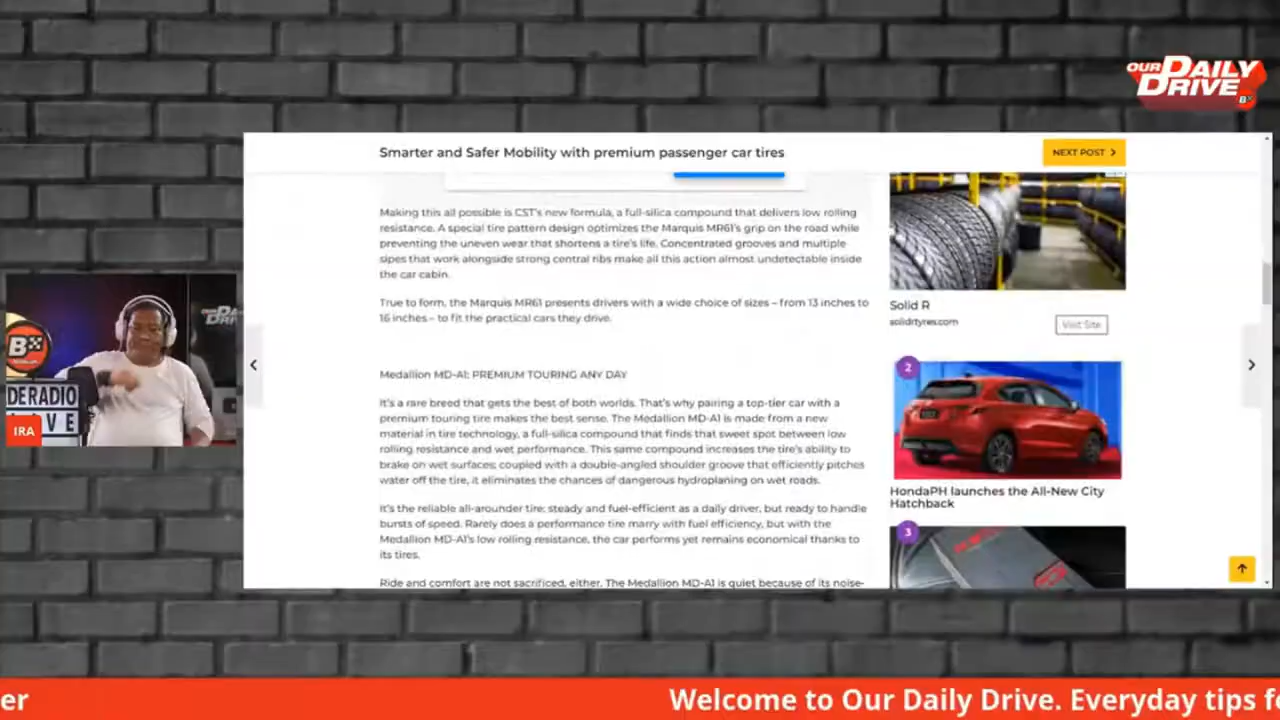 OUR DAILY DRIVE
Bx
Smarter and Safer Mobility with premium passenger car tires
NEXT POST
Making this all possible is CST's new formula, a full-silica compound that delivers low rolling
resistance. A special tire pattern design optimizes the Marquis MR61's grip on the road while
preventing the uneven wear that shortens a tire's life. Concentrated grooves and multiple
sipes that work alongside strong central ribs make all this action almost undetectable inside
the car cabin.
True to form, the Marquis MR61 presents drivers with a wide choice of sizes – from 13 inches to
16 inches – to fit the practical cars they drive.
Medallion MD-A1: PREMIUM TOURING ANY DAY
It's a rare breed that gets the best of both worlds. That's why pairing a top-tier car with a
premium touring tire makes the best sense. The Medallion MD-A1 is made from a new
material in tire technology, a full-silica compound that finds that sweet spot between low
rolling resistance and wet performance. This same compound increases the tire's ability to
brake on wet surfaces; coupled with a double-angled shoulder groove that efficiently pitches
water off the tire, it eliminates the chances of dangerous hydroplaning on wet roads.
It's the reliable all-arounder tire: steady and fuel-efficient as a daily driver, but ready to handle
bursts of speed. Rarely does a performance tire marry with fuel efficiency, but with the
Medallion MD-A1's low rolling resistance, the car performs yet remains economical thanks to
its tires.
Ride and comfort are not sacrificed, either. The Medallion MD-A1 is quiet because of its noise-
Solid R
solidrtyres.com
Visit Site
2
HondaPH launches the All-New City
Hatchback
3
Bx
DERADIO
IVE
IRA
er
Welcome to Our Daily Drive. Everyday tips fo